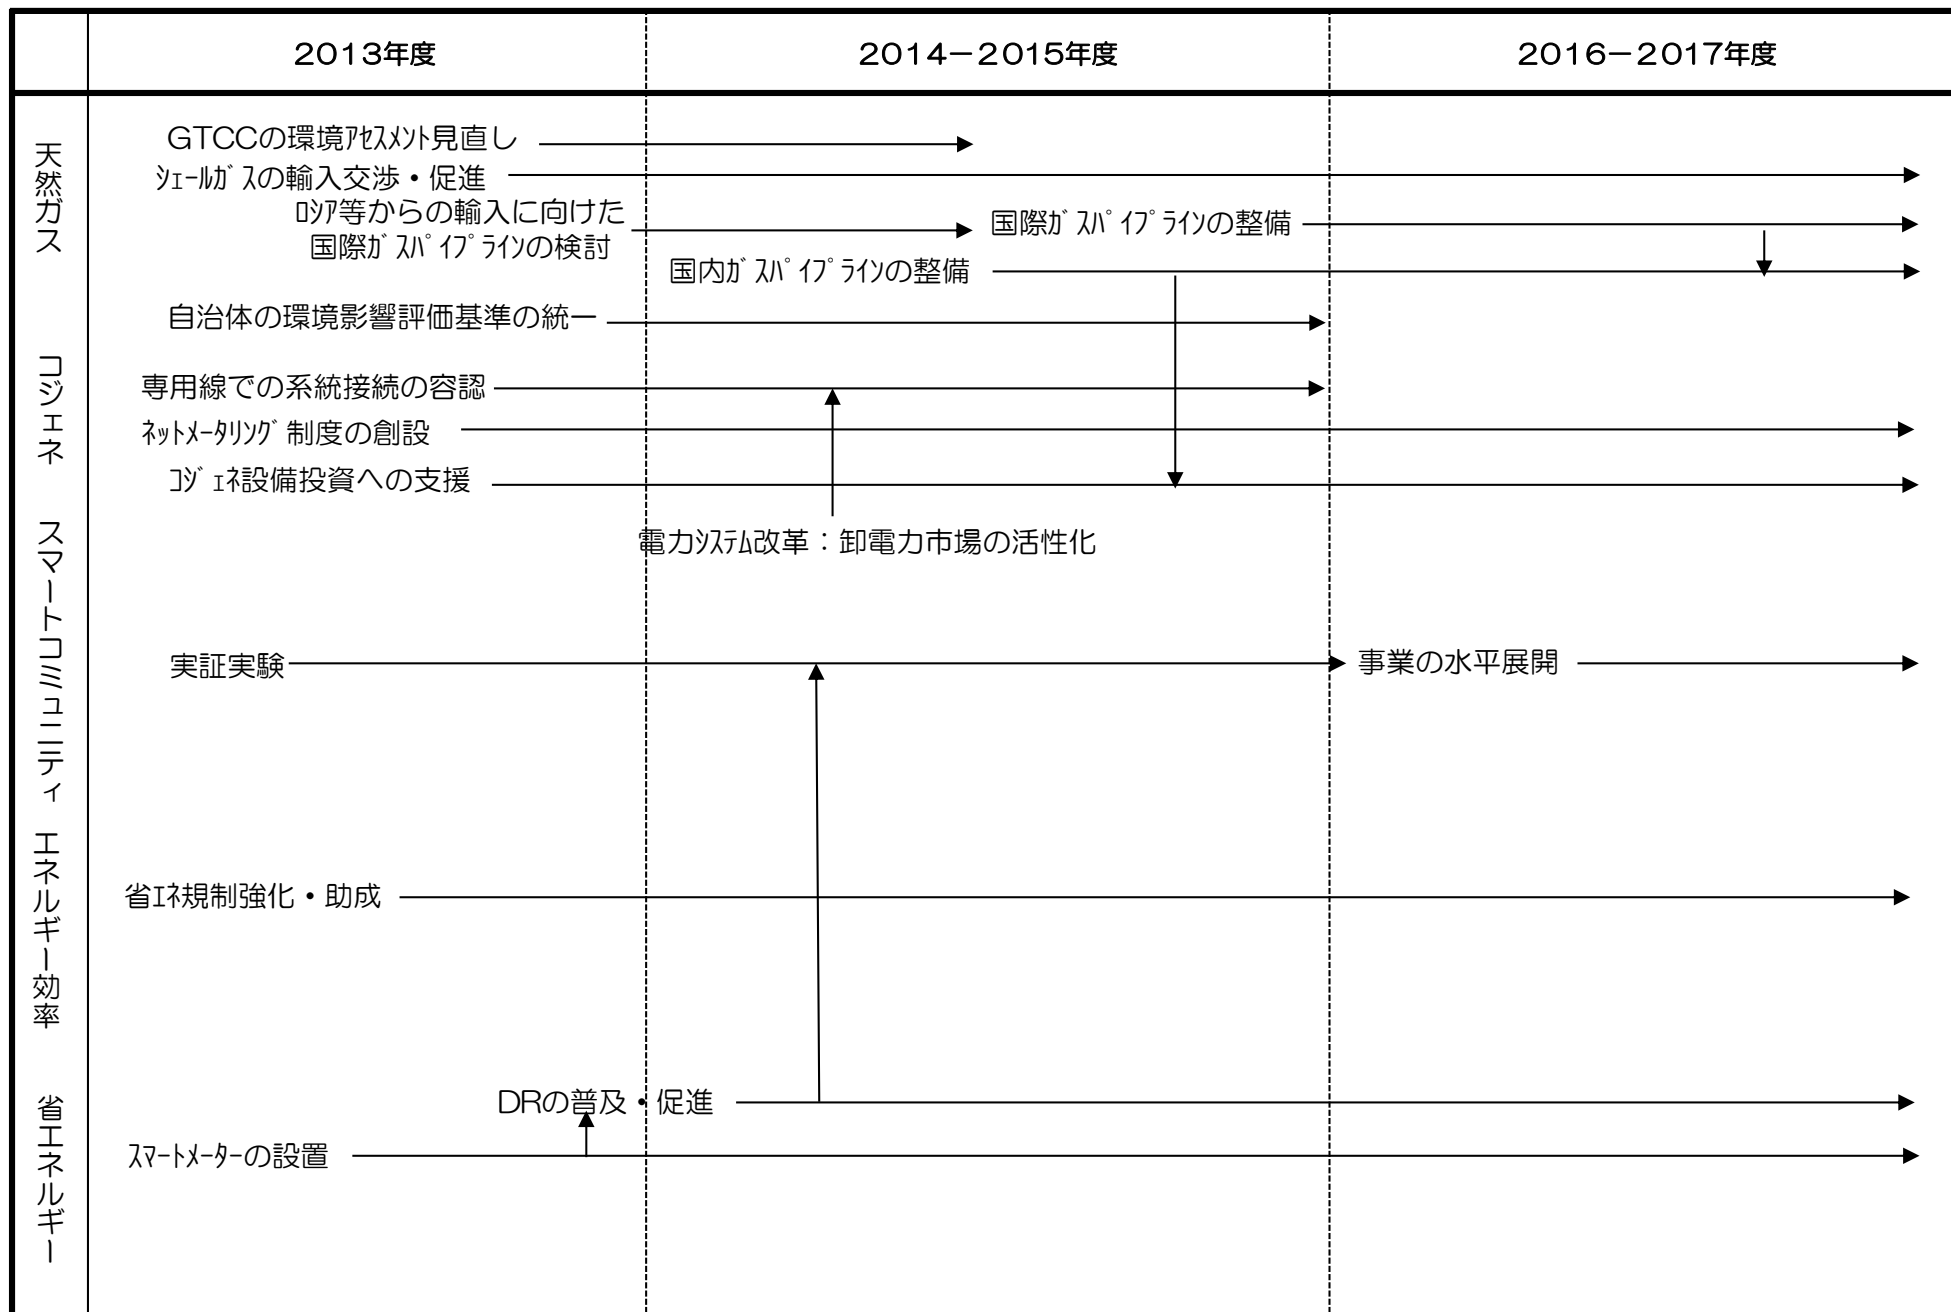 ２０１３年度
２０１４－２０１５年度
２０１６－２０１７年度
天然ガス
GTCCの環境ｱｾｽﾒﾝﾄ見直し
ｼｪｰﾙｶﾞｽの輸入交渉・促進
ﾛｼｱ等からの輸入に向けた
国際ｶﾞｽﾊﾟｲﾌﾟﾗｲﾝの検討
国際ｶﾞｽﾊﾟｲﾌﾟﾗｲﾝの整備
国内ｶﾞｽﾊﾟｲﾌﾟﾗｲﾝの整備
自治体の環境影響評価基準の統一
コジェネ
専用線での系統接続の容認
ﾈｯﾄﾒｰﾀﾘﾝｸﾞ制度の創設
ｺｼﾞｪﾈ設備投資への支援
電力ｼｽﾃﾑ改革：卸電力市場の活性化
スマートコミュニティ
実証実験
事業の水平展開
エネルギー効率
省ｴﾈ規制強化・助成
省エネルギー
DRの普及・促進
ｽﾏｰﾄﾒｰﾀｰの設置